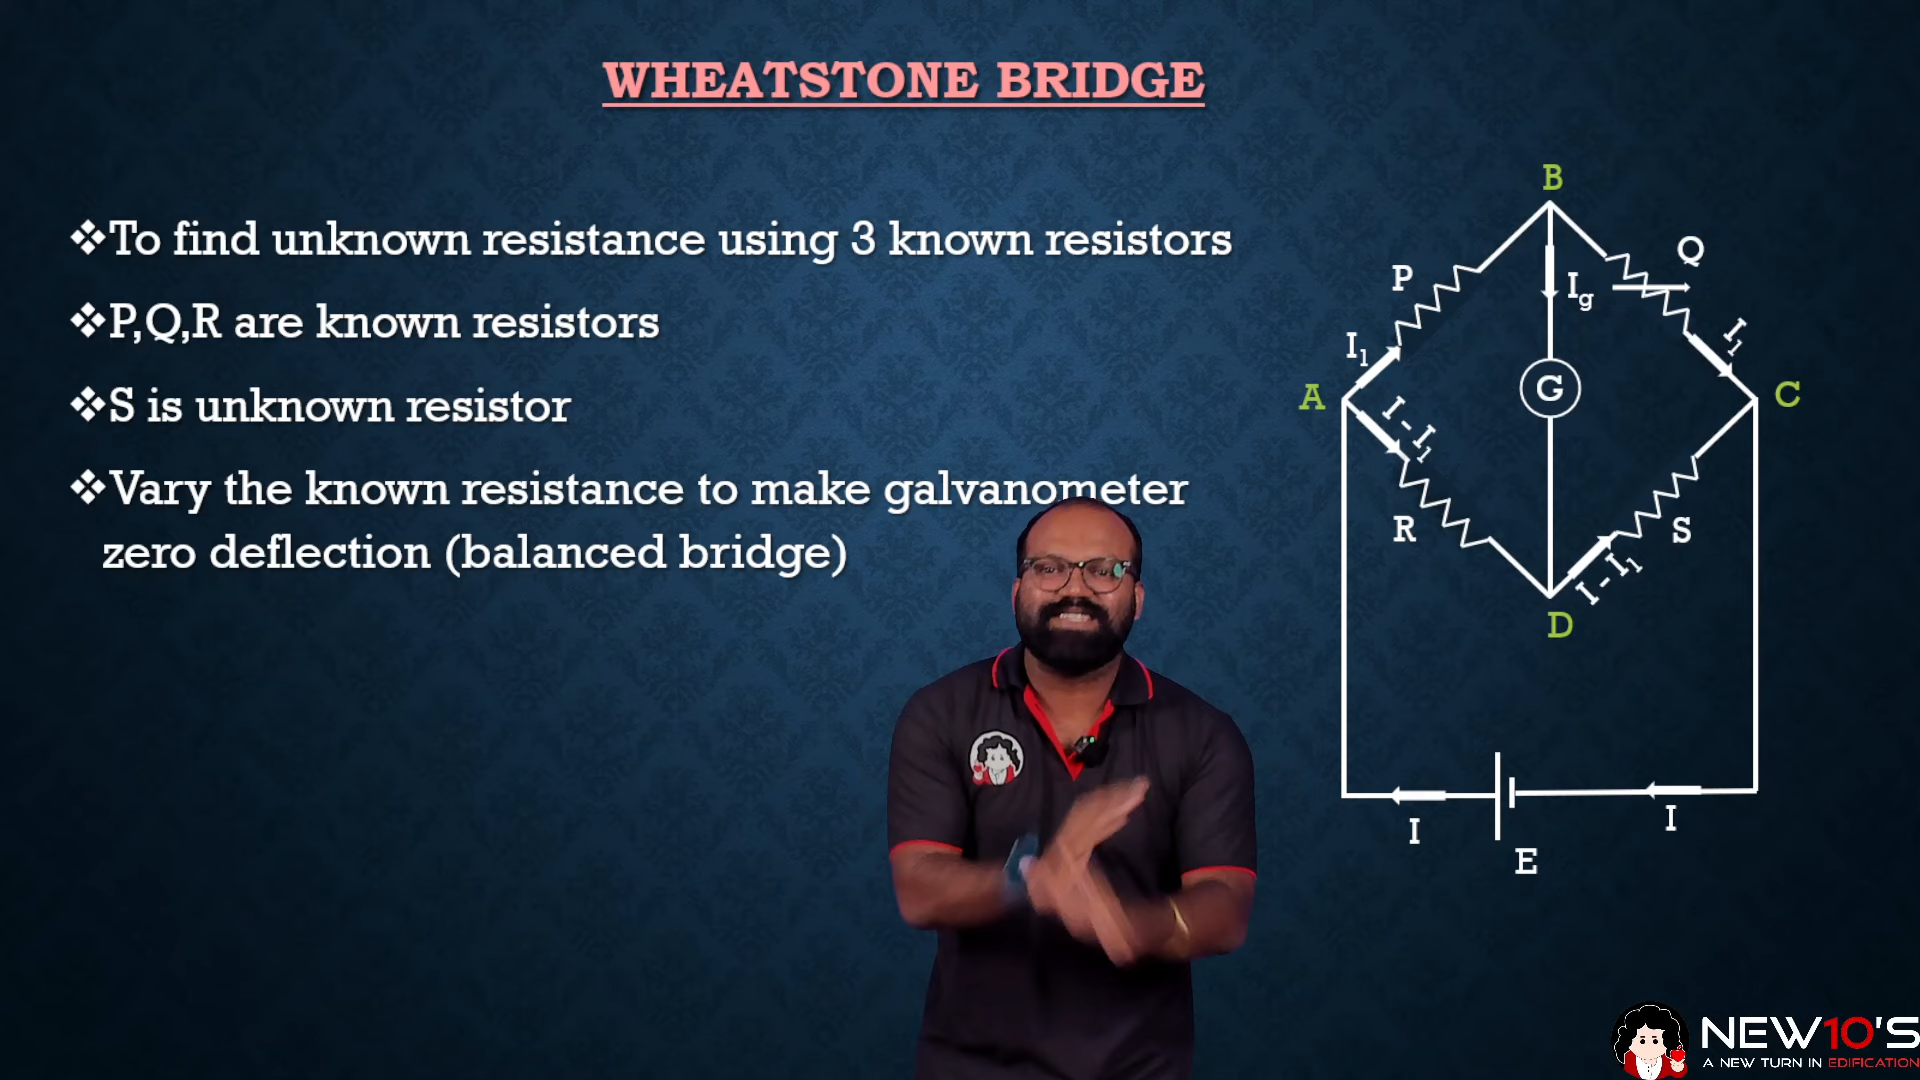 WHEATSTONE BRIDGE
❖To find unknown resistance using 3 known resistors
❖P,Q,R are known resistors
❖S is unknown resistor
❖Vary the known resistance to make galvanometer
zero deflection (balanced bridge)
B
Q
P
Ig
I1
I1
A
G
C
I - I1
R
S
I - I1
D
I
I
E
NEW10'S
A NEW TURN IN EDIFICATION